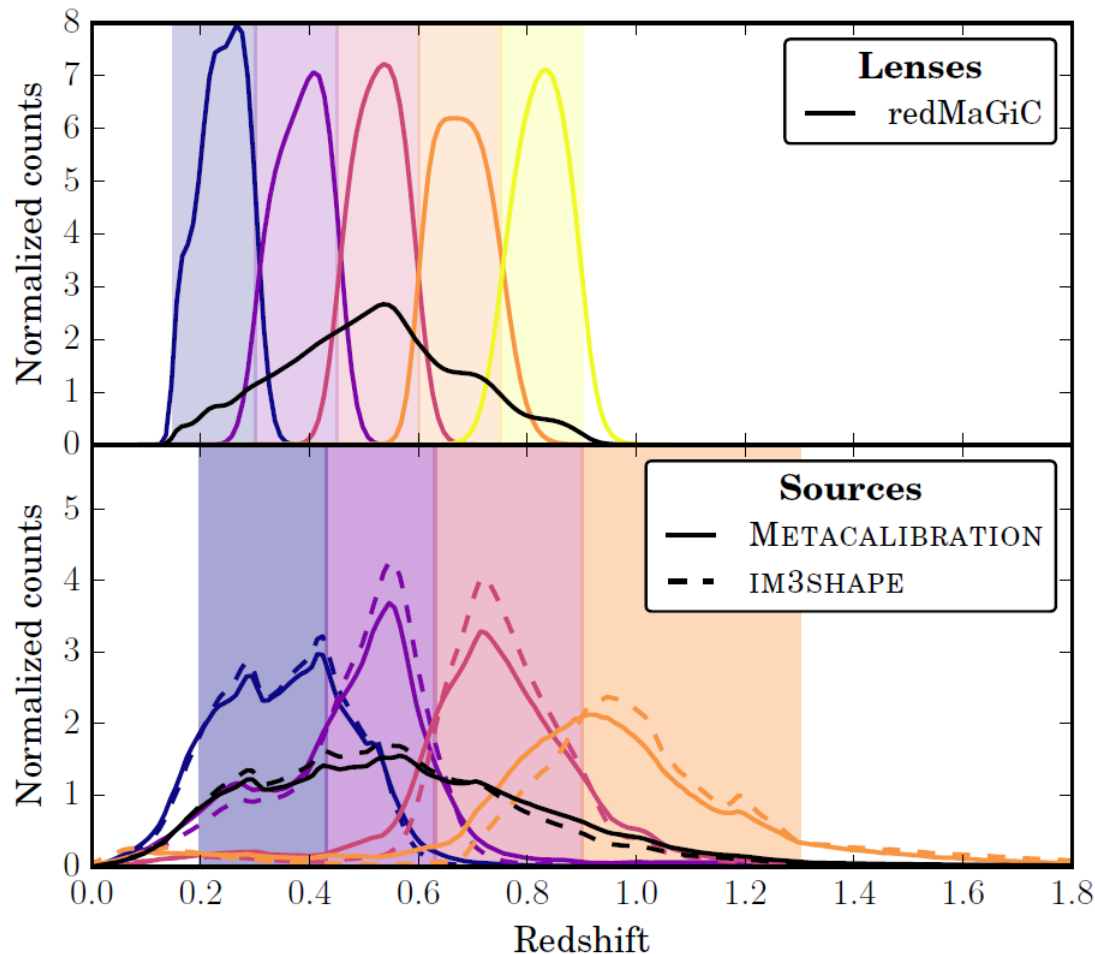 8
7
6
5
4
3
2
1
0
Normalized counts
Lenses
redMaGiC
5
4
3
2
1
0
Normalized counts
Sources
METACALIBRATION
IM3SHAPE
0.0 0.2 0.4 0.6 0.8 1.0 1.2 1.4 1.6 1.8
Redshift